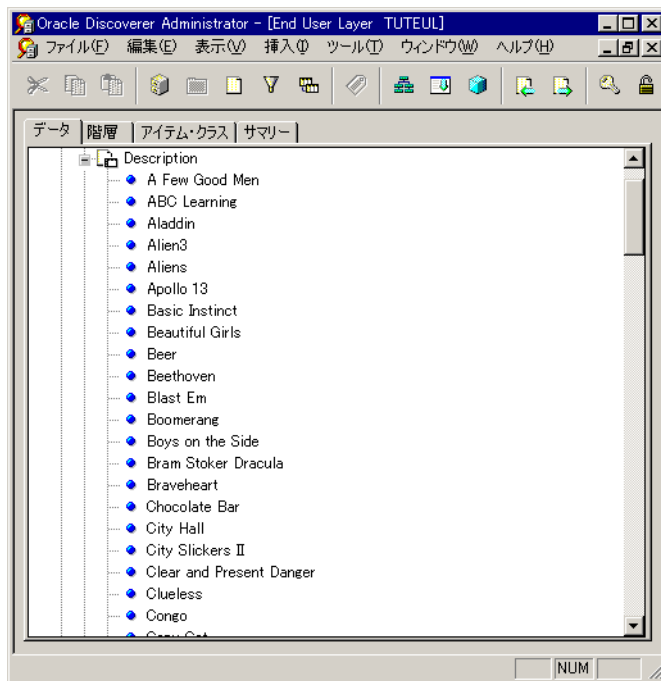 Oracle Discoverer Administrator - [End User Layer TUTEUL]
ファイル(F) 編集(E) 表示(V) 挿入(I) ツール(T) ウィンドウ(W) ヘルプ(H)
データ 階層 アイテム・クラス サマリー
Description
A Few Good Men
ABC Learning
Aladdin
Alien3
Aliens
Apollo 13
Basic Instinct
Beautiful Girls
Beer
Beethoven
Blast Em
Boomerang
Boys on the Side
Bram Stoker Dracula
Braveheart
Chocolate Bar
City Hall
City Slickers II
Clear and Present Danger
Clueless
Congo
NUM